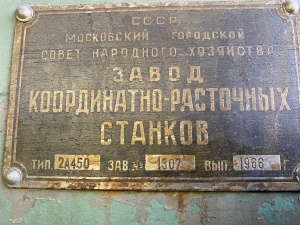 СССР
МОСКОВСКИЙ ГОРОДСКОЙ
СОВЕТ НАРОДНОГО ХОЗЯЙСТВА
ЗАВОД
КООРДИНАТНО-РАСТОЧНЫХ
СТАНКОВ
ТИП 2А450 ЗАВ № 1307 ВЫП. 1966 Г